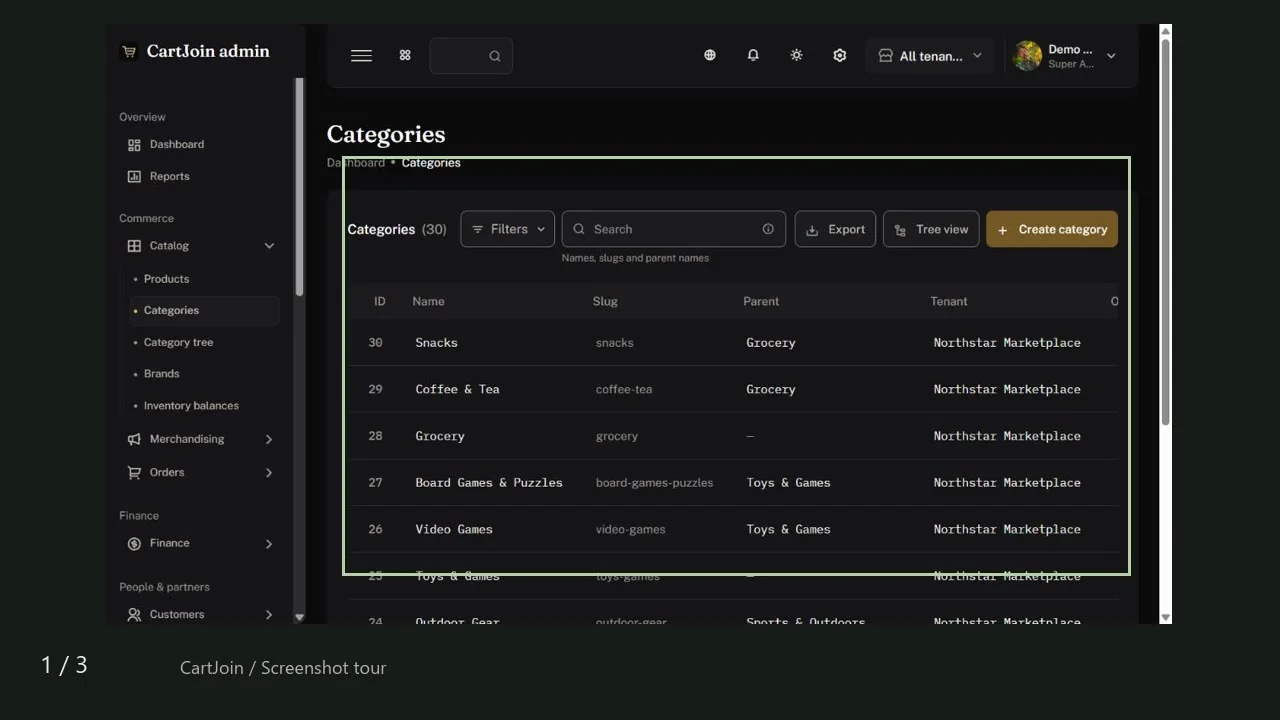 CartJoin admin
All tenan...
Demo ...
Super A...
Overview
Dashboard
Reports
Commerce
Catalog
Products
Categories
Category tree
Brands
Inventory balances
Merchandising
Orders
Finance
Finance
People & partners
Customers
Categories
Dashboard • Categories
Categories (30)
Filters
Search
Export
Tree view
+ Create category
Names, slugs and parent names
ID Name Slug Parent Tenant
30 Snacks snacks Grocery Northstar Marketplace
29 Coffee & Tea coffee-tea Grocery Northstar Marketplace
28 Grocery grocery — Northstar Marketplace
27 Board Games & Puzzles board-games-puzzles Toys & Games Northstar Marketplace
26 Video Games video-games Toys & Games Northstar Marketplace
25 Toys & Games toys-games — Northstar Marketplace
24 Outdoor Gear outdoor-gear Sports & Outdoors Northstar Marketplace
1 / 3
CartJoin / Screenshot tour